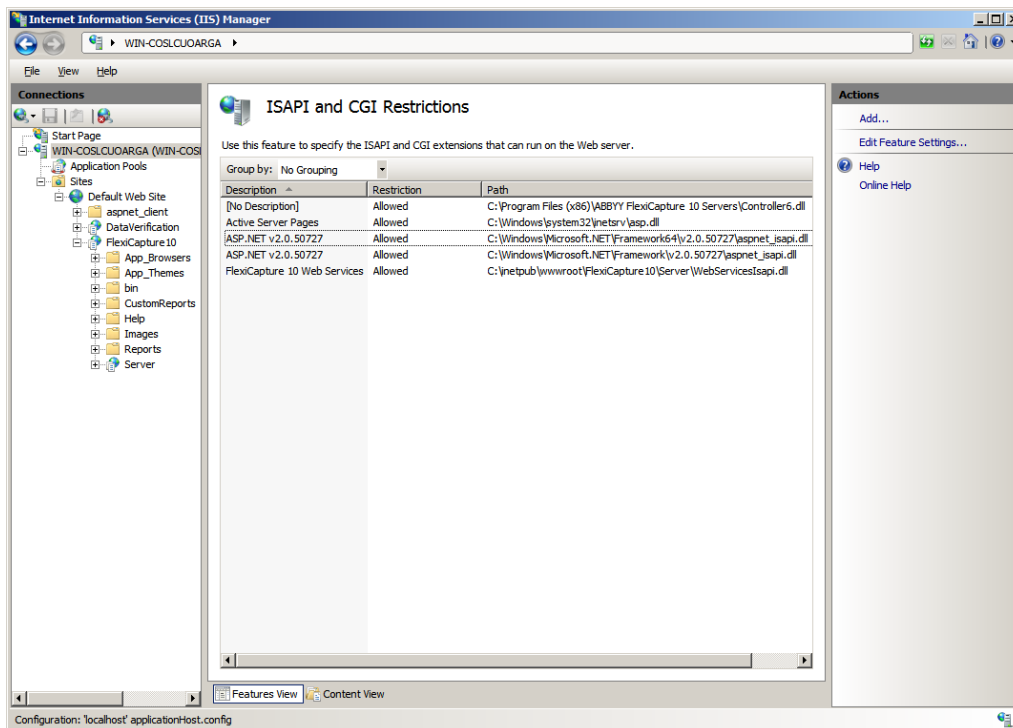 Internet Information Services (IIS) Manager
WIN-COSLCUOARGA
File View Help
Connections
Start Page
WIN-COSLCUOARGA (WIN-COSI
Application Pools
Sites
Default Web Site
aspnet_client
DataVerification
FlexiCapture10
App_Browsers
App_Themes
bin
CustomReports
Help
Images
Reports
Server
ISAPI and CGI Restrictions
Use this feature to specify the ISAPI and CGI extensions that can run on the Web server.
Group by: No Grouping
Description Restriction Path
[No Description] Allowed C:\Program Files (x86)\ABBYY FlexiCapture 10 Servers\Controller6.dll
Active Server Pages Allowed C:\Windows\system32\inetsrv\asp.dll
ASP.NET v2.0.50727 Allowed C:\Windows\Microsoft.NET\Framework64\v2.0.50727\aspnet_isapi.dll
ASP.NET v2.0.50727 Allowed C:\Windows\Microsoft.NET\Framework\v2.0.50727\aspnet_isapi.dll
FlexiCapture 10 Web Services Allowed C:\inetpub\wwwroot\FlexiCapture10\Server\WebServicesIsapi.dll
Features View Content View
Actions
Add...
Edit Feature Settings...
Help
Online Help
Configuration: 'localhost' applicationHost.config